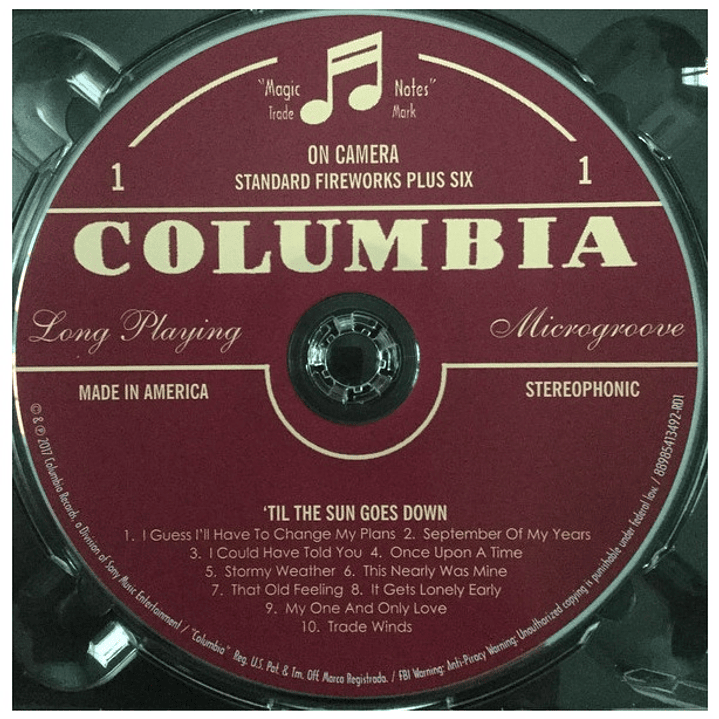 "Magic Notes"
Trade Mark
1 ON CAMERA 1
STANDARD FIREWORKS PLUS SIX
COLUMBIA
Long Playing Microgroove
MADE IN AMERICA STEREOPHONIC
'TIL THE SUN GOES DOWN
1. I Guess I'll Have To Change My Plans 2. September Of My Years
3. I Could Have Told You 4. Once Upon A Time
5. Stormy Weather 6. This Nearly Was Mine
7. That Old Feeling 8. It Gets Lonely Early
9. My One And Only Love
10. Trade Winds
© & ℗ 2017 Columbia Records, a Division of Sony Music Entertainment / "Columbia" Reg. U.S. Pat. & Tm. Off. Marca Registrada. / FBI Warning: Anti-Piracy Warning: Unauthorized copying is punishable under federal law. / 88985413492-RD1